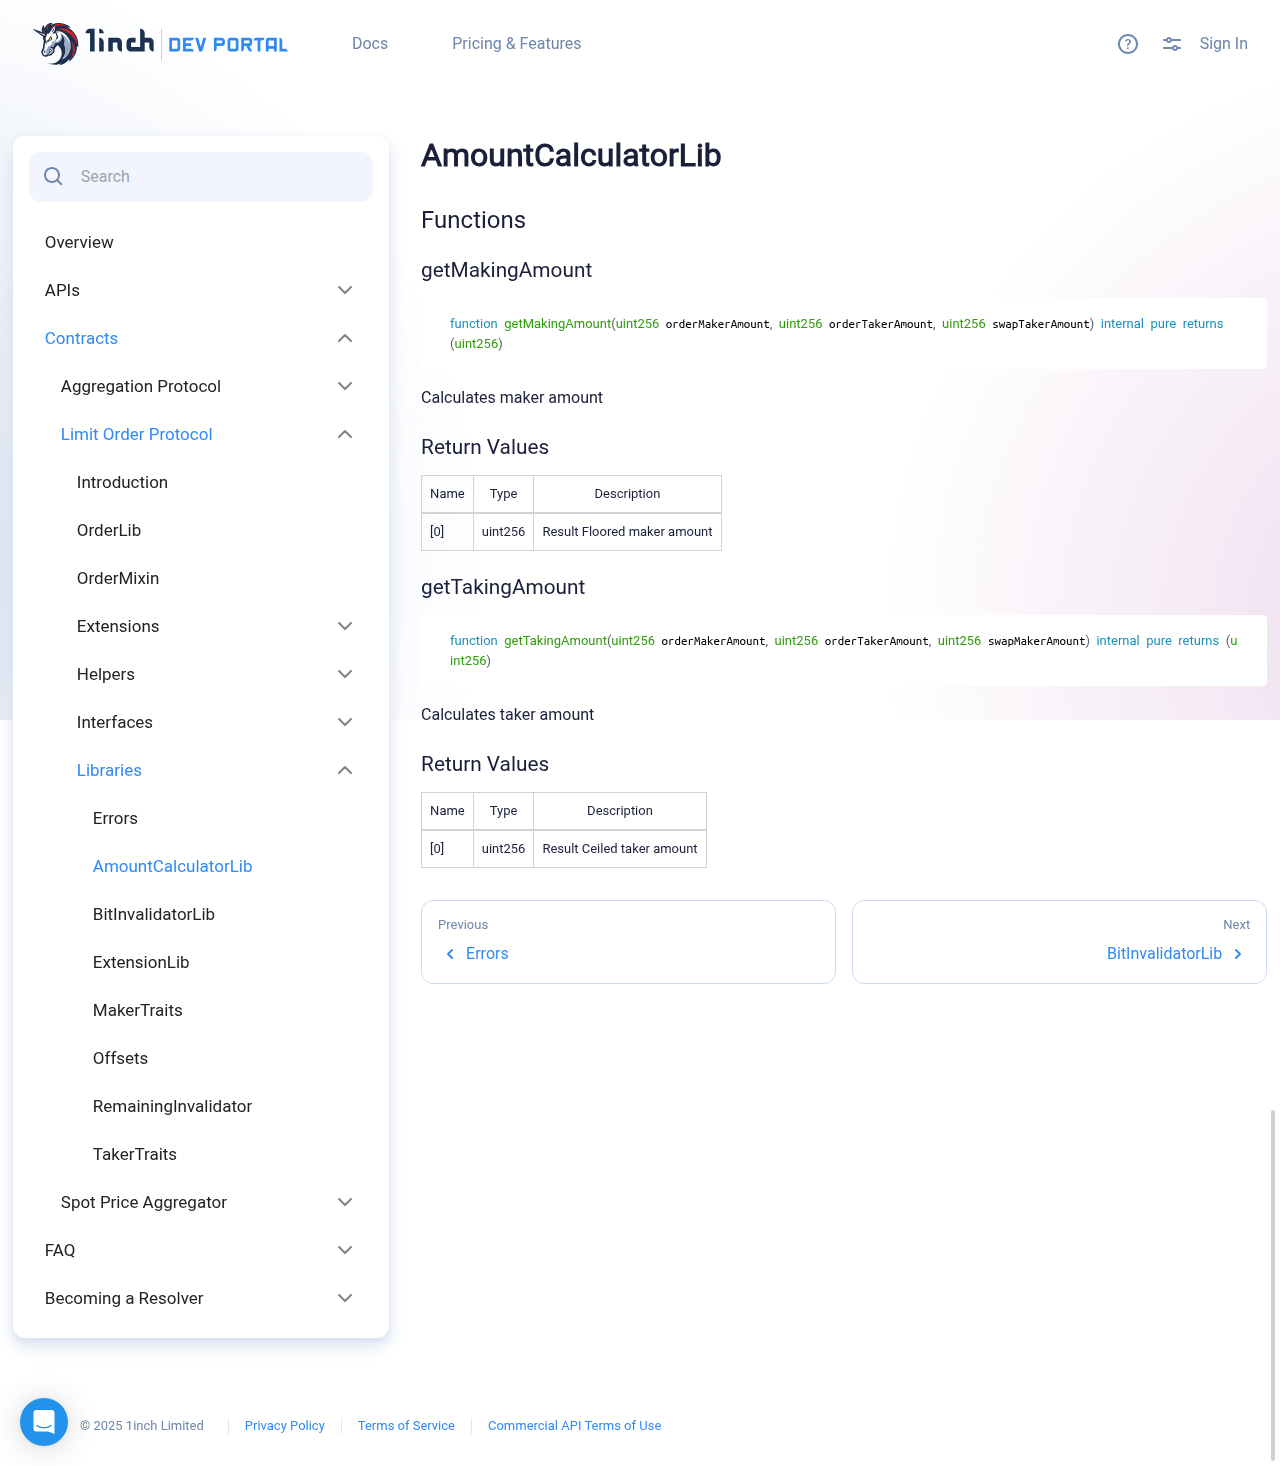 1inch DEV PORTAL
Docs
Pricing & Features
Sign In
Search
Overview
APIs
Contracts
Aggregation Protocol
Limit Order Protocol
Introduction
OrderLib
OrderMixin
Extensions
Helpers
Interfaces
Libraries
Errors
AmountCalculatorLib
BitInvalidatorLib
ExtensionLib
MakerTraits
Offsets
RemainingInvalidator
TakerTraits
Spot Price Aggregator
FAQ
Becoming a Resolver
AmountCalculatorLib
Functions
getMakingAmount
function getMakingAmount(uint256 orderMakerAmount, uint256 orderTakerAmount, uint256 swapTakerAmount) internal pure returns
(uint256)
Calculates maker amount
Return Values
Name Type Description
[0] uint256 Result Floored maker amount
getTakingAmount
function getTakingAmount(uint256 orderMakerAmount, uint256 orderTakerAmount, uint256 swapMakerAmount) internal pure returns (u
int256)
Calculates taker amount
Return Values
Name Type Description
[0] uint256 Result Ceiled taker amount
Previous
Errors
Next
BitInvalidatorLib
© 2025 1inch Limited
Privacy Policy
Terms of Service
Commercial API Terms of Use